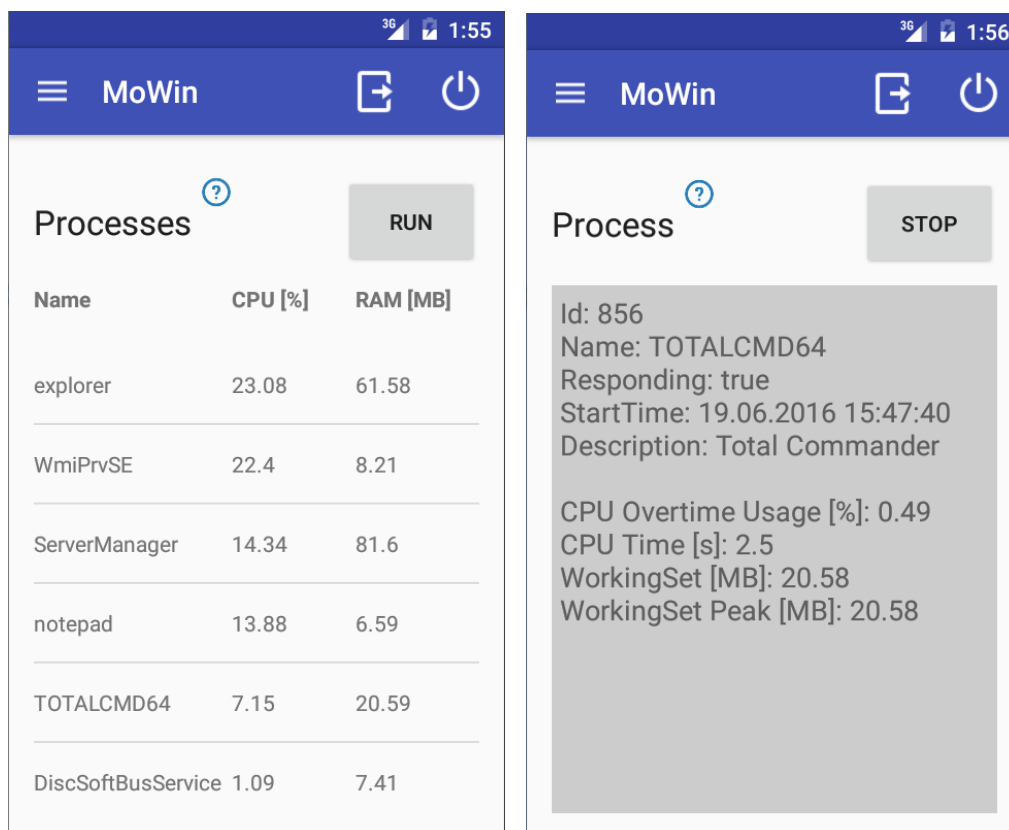 3G 1:55
MoWin
Processes ?
RUN
Name CPU [%] RAM [MB]
explorer 23.08 61.58
WmiPrvSE 22.4 8.21
ServerManager 14.34 81.6
notepad 13.88 6.59
TOTALCMD64 7.15 20.59
DiscSoftBusService 1.09 7.41
3G 1:56
MoWin
Process ?
STOP
Id: 856
Name: TOTALCMD64
Responding: true
StartTime: 19.06.2016 15:47:40
Description: Total Commander
CPU Overtime Usage [%]: 0.49
CPU Time [s]: 2.5
WorkingSet [MB]: 20.58
WorkingSet Peak [MB]: 20.58